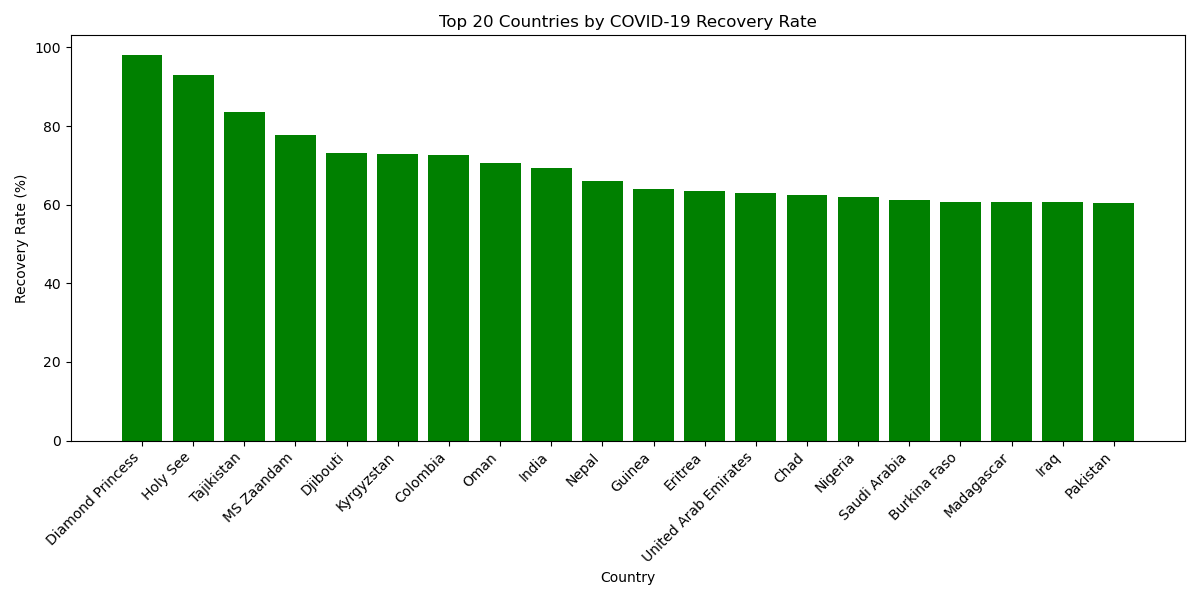 Top 20 Countries by COVID-19 Recovery Rate
Recovery Rate (%)
100
80
60
40
20
0
Diamond Princess
Holy See
Tajikistan
MS Zaandam
Djibouti
Kyrgyzstan
Colombia
Oman
India
Nepal
Guinea
Eritrea
United Arab Emirates
Chad
Nigeria
Saudi Arabia
Burkina Faso
Madagascar
Iraq
Pakistan
Country